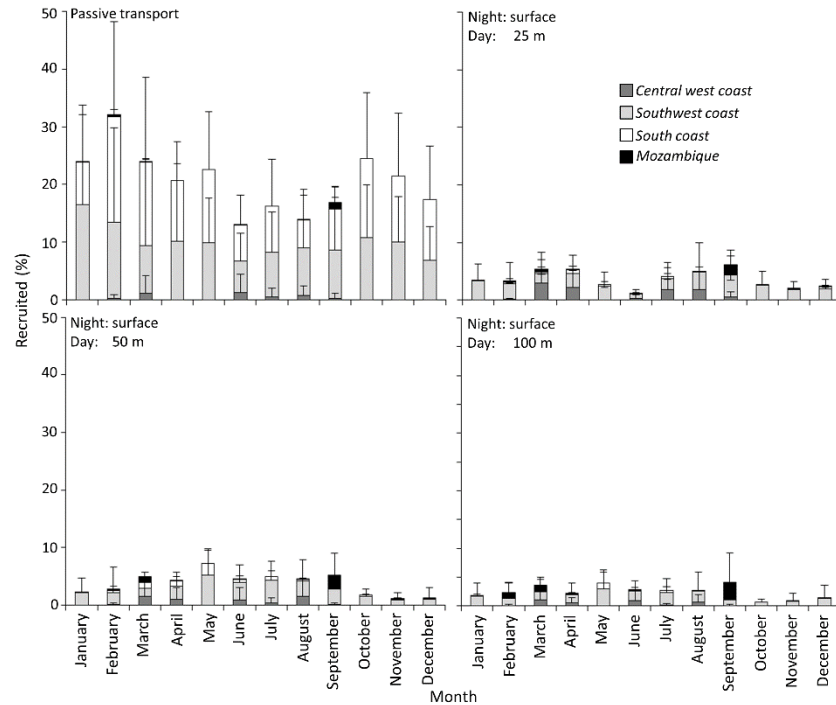 Passive transport
50
40
30
20
10
0
Night: surface
Day: 25 m
Central west coast
Southwest coast
South coast
Mozambique
Recruited (%)
Night: surface
Day: 50 m
50
40
30
20
10
0
January
February
March
April
May
June
July
August
September
October
November
December
Night: surface
Day: 100 m
January
February
March
April
May
June
July
August
September
October
November
December
Month